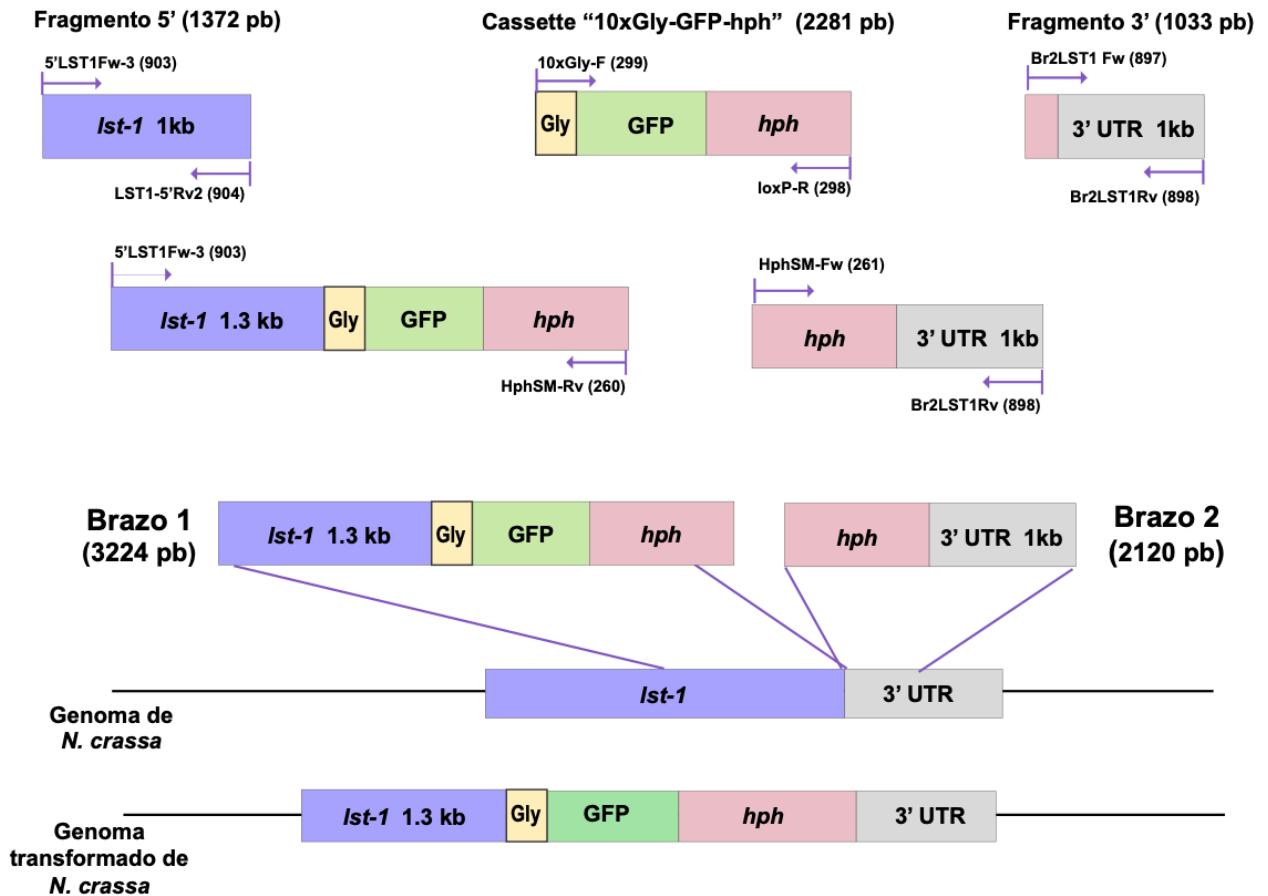 Fragmento 5’ (1372 pb)
Cassette “10xGly-GFP-hph” (2281 pb)
Fragmento 3’ (1033 pb)
5’LST1Fw-3 (903)
lst-1 1kb
LST1-5’Rv2 (904)
10xGly-F (299)
Gly
GFP
hph
loxP-R (298)
Br2LST1 Fw (897)
3’ UTR 1kb
Br2LST1Rv (898)
5’LST1Fw-3 (903)
lst-1 1.3 kb
Gly
GFP
hph
HphSM-Rv (260)
HphSM-Fw (261)
hph
3’ UTR 1kb
Br2LST1Rv (898)
Brazo 1
(3224 pb)
lst-1 1.3 kb
Gly
GFP
hph
hph
3’ UTR 1kb
Brazo 2
(2120 pb)
lst-1
3’ UTR
Genoma de
N. crassa
lst-1 1.3 kb
Gly
GFP
hph
3’ UTR
Genoma
transformado de
N. crassa